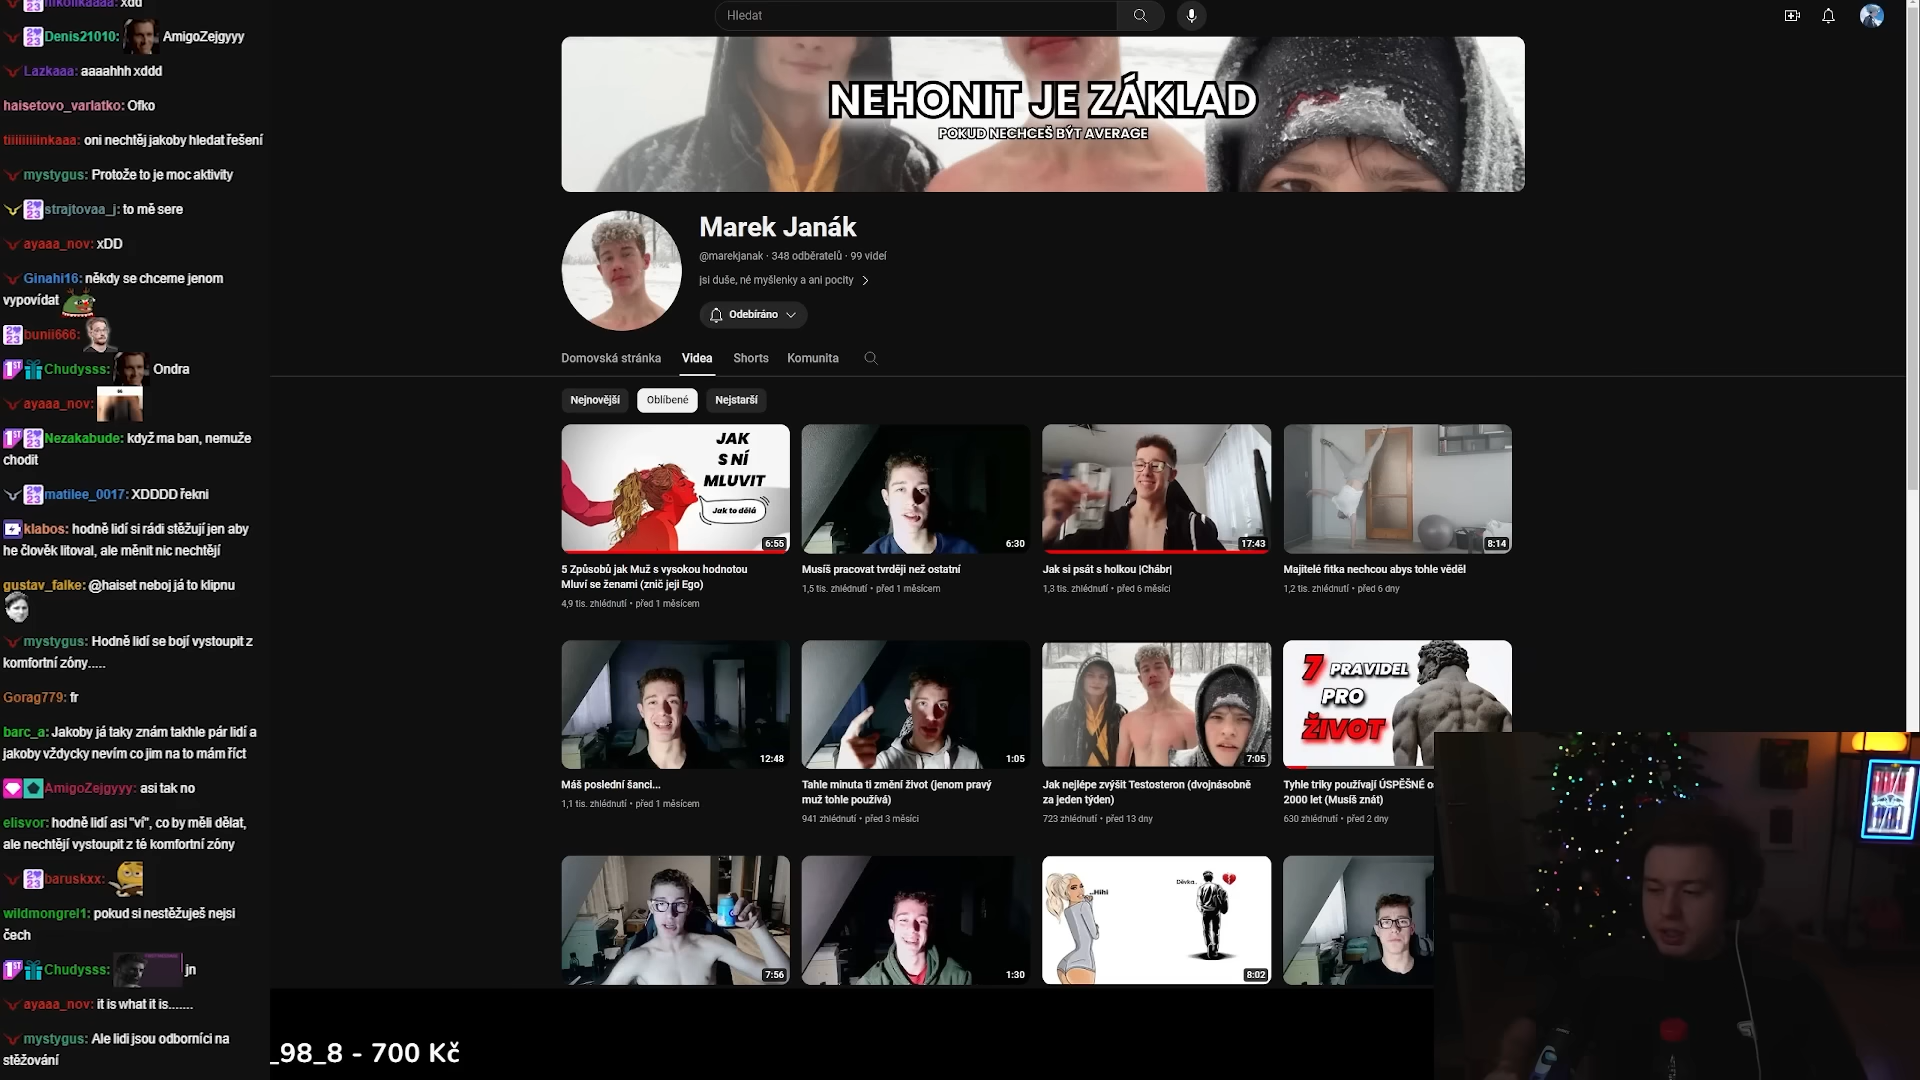 nikolikaaaa: xdd
Denis21010: AmigoZejgyyy
Lazkaaa: aaaahhh xddd
haisetovo_varlatko: Ofko
tiiiiiiiiinkaaa: oni nechtěj jakoby hledat řešení
mystygus: Protože to je moc aktivity
strajtovaa_j: to mě sere
ayaaa_nov: xDD
Ginahi16: někdy se chceme jenom
vypovídat
bunii666:
Chudysss: Ondra
ayaaa_nov:
Nezakabude: když ma ban, nemuže
chodit
matilee_0017: XDDDD řekni
klabos: hodně lidí si rádi stěžují jen aby
he člověk litoval, ale měnit nic nechtějí
gustav_falke: @haiset neboj já to klipnu
mystygus: Hodně lidí se bojí vystoupit z
komfortní zóny.....
Gorag779: fr
barc_a: Jakoby já taky znám takhle pár lidí a
jakoby vždycky nevím co jim na to mám říct
AmigoZejgyyy: asi tak no
elisvor: hodně lidí asi "ví", co by měli dělat,
ale nechtějí vystoupit z té komfortní zóny
baruskxx:
wildmongrel1: pokud si nestěžuješ nejsi
čech
Chudysss: jn
ayaaa_nov: it is what it is.......
mystygus: Ale lidi jsou odborníci na
stěžování
Hledat
NEHONIT JE ZÁKLAD
POKUD NECHCEŠ BÝT AVERAGE
Marek Janák
@marekjanak · 348 odběratelů · 99 videí
jsi duše, né myšlenky a ani pocity
Odebíráno
Domovská stránka Videa Shorts Komunita
Nejnovější Oblíbené Nejstarší
JAK
S NÍ
MLUVIT
Jak to dělá
6:55
6:30
17:43
8:14
5 Způsobů jak Muž s vysokou hodnotou
Mluví se ženami (znič jeji Ego)
4,9 tis. zhlédnutí • před 1 měsícem
Musíš pracovat tvrději než ostatní
1,5 tis. zhlédnutí • před 1 měsícem
Jak si psát s holkou |Chábr|
1,3 tis. zhlédnutí • před 6 měsíci
Majitelé fitka nechcou abys tohle věděl
1,2 tis. zhlédnutí • před 6 dny
12:48
1:05
7:05
7 PRAVIDEL
PRO
ŽIVOT
Máš poslední šanci...
1,1 tis. zhlédnutí • před 1 měsícem
Tahle minuta ti změní život (jenom pravý
muž tohle používá)
941 zhlédnutí • před 3 měsíci
Jak nejlépe zvýšit Testosteron (dvojnásobně
za jeden týden)
723 zhlédnutí • před 13 dny
Tyhle triky používají ÚSPĚŠNÉ o
2000 let (Musíš znát)
630 zhlédnutí • před 2 dny
7:56
1:30
Hihi
Děvka..
8:02
_98_8 - 700 Kč